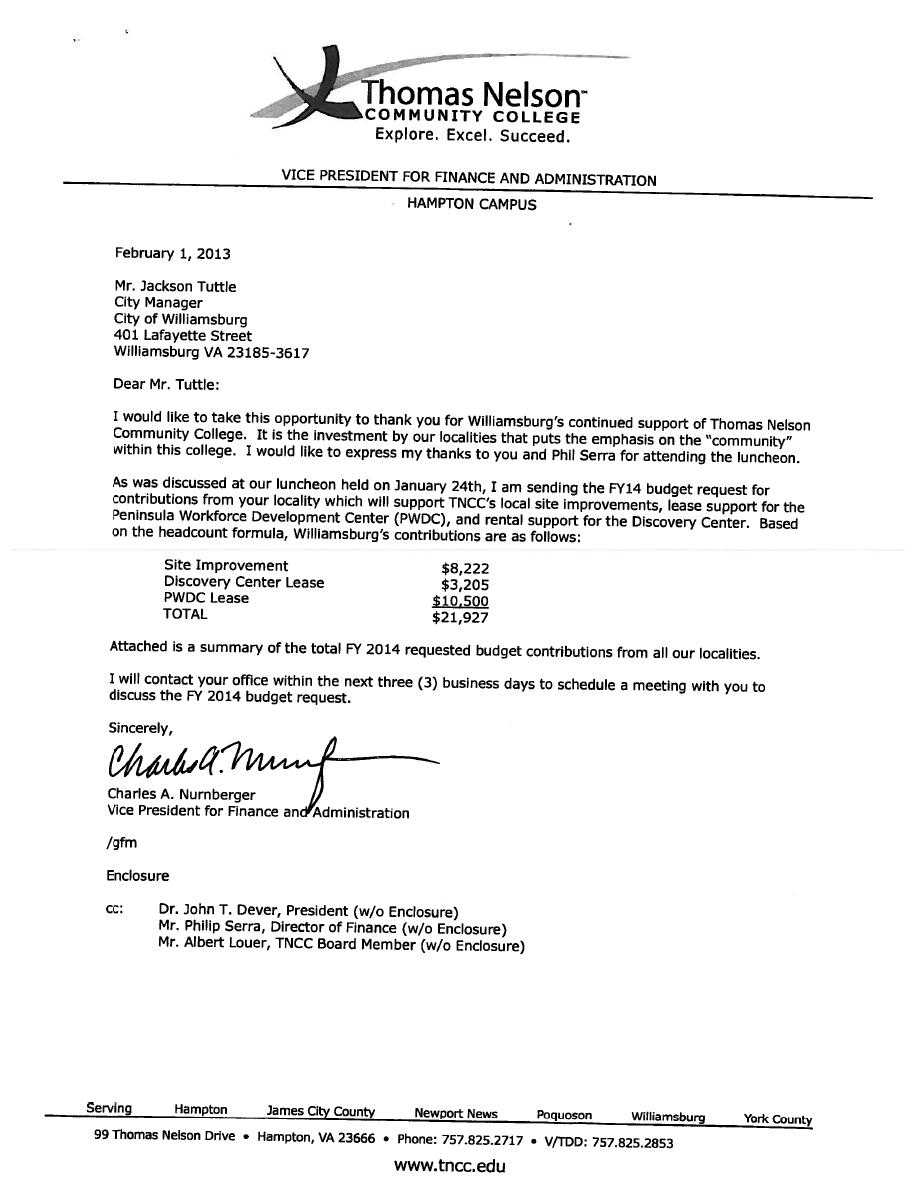 Thomas Nelson™
COMMUNITY COLLEGE
Explore. Excel. Succeed.
VICE PRESIDENT FOR FINANCE AND ADMINISTRATION
HAMPTON CAMPUS
February 1, 2013
Mr. Jackson Tuttle
City Manager
City of Williamsburg
401 Lafayette Street
Williamsburg VA 23185-3617
Dear Mr. Tuttle:
I would like to take this opportunity to thank you for Williamsburg's continued support of Thomas Nelson
Community College. It is the investment by our localities that puts the emphasis on the "community"
within this college. I would like to express my thanks to you and Phil Serra for attending the luncheon.
As was discussed at our luncheon held on January 24th, I am sending the FY14 budget request for
contributions from your locality which will support TNCC's local site improvements, lease support for the
Peninsula Workforce Development Center (PWDC), and rental support for the Discovery Center. Based
on the headcount formula, Williamsburg's contributions are as follows:
Site Improvement $8,222
Discovery Center Lease $3,205
PWDC Lease $10,500
TOTAL $21,927
Attached is a summary of the total FY 2014 requested budget contributions from all our localities.
I will contact your office within the next three (3) business days to schedule a meeting with you to
discuss the FY 2014 budget request.
Sincerely,
Charles A. Nurnberger
Vice President for Finance and Administration
/gfm
Enclosure
cc: Dr. John T. Dever, President (w/o Enclosure)
Mr. Philip Serra, Director of Finance (w/o Enclosure)
Mr. Albert Louer, TNCC Board Member (w/o Enclosure)
Serving Hampton James City County Newport News Poquoson Williamsburg York County
99 Thomas Nelson Drive • Hampton, VA 23666 • Phone: 757.825.2717 • V/TDD: 757.825.2853
www.tncc.edu